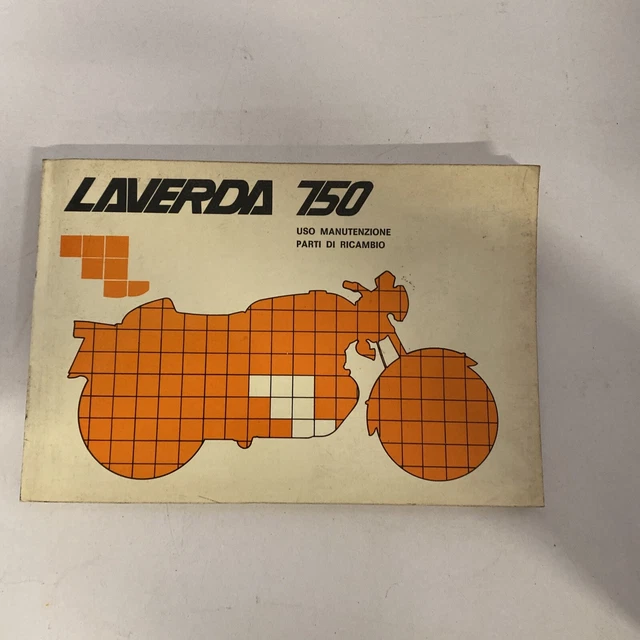 LAVERDA 750
USO MANUTENZIONE
PARTI DI RICAMBIO